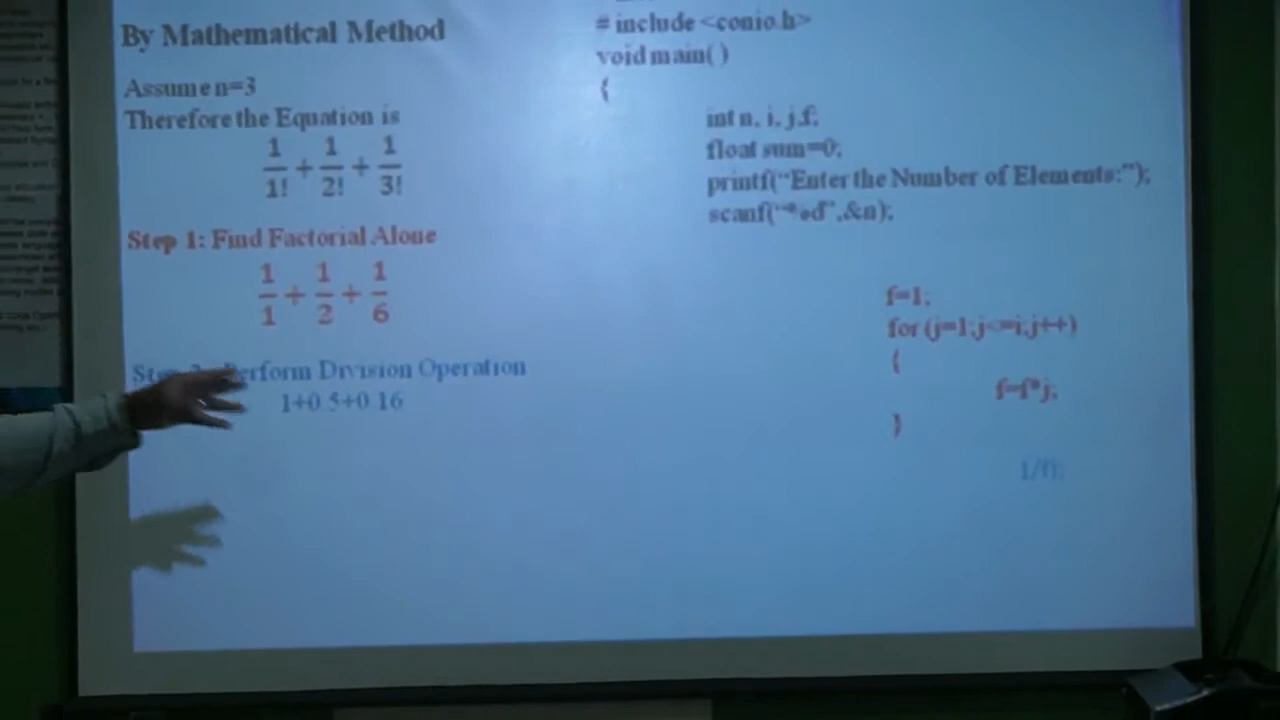 By Mathematical Method
Assume n=3
Therefore the Equation is
1/1! + 1/2! + 1/3!
Step 1: Find Factorial Alone
1/1 + 1/2 + 1/6
Perform Division Operation
1+0.5+0.16
# include <conio.h>
void main( )
{
int n, i, j,f;
float sum=0;
printf("Enter the Number of Elements:");
scanf("%d",&n);
f=1;
for (j=1;j<=i;j++)
{
f=f*j;
}
1/f);